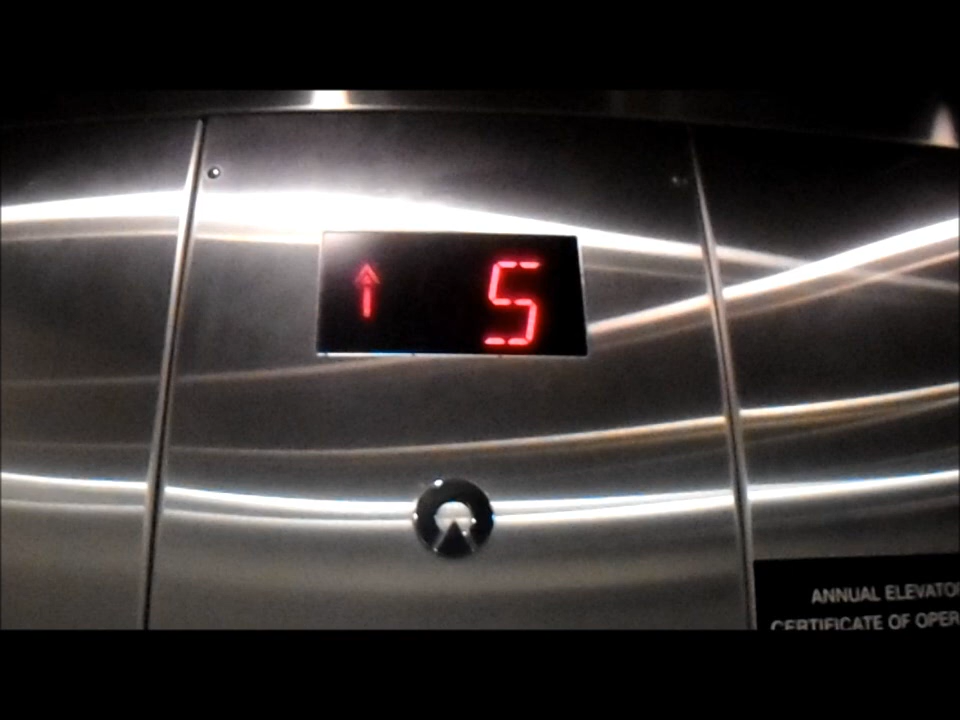 ↑ 5
ANNUAL ELEVATO
CERTIFICATE OF OPER